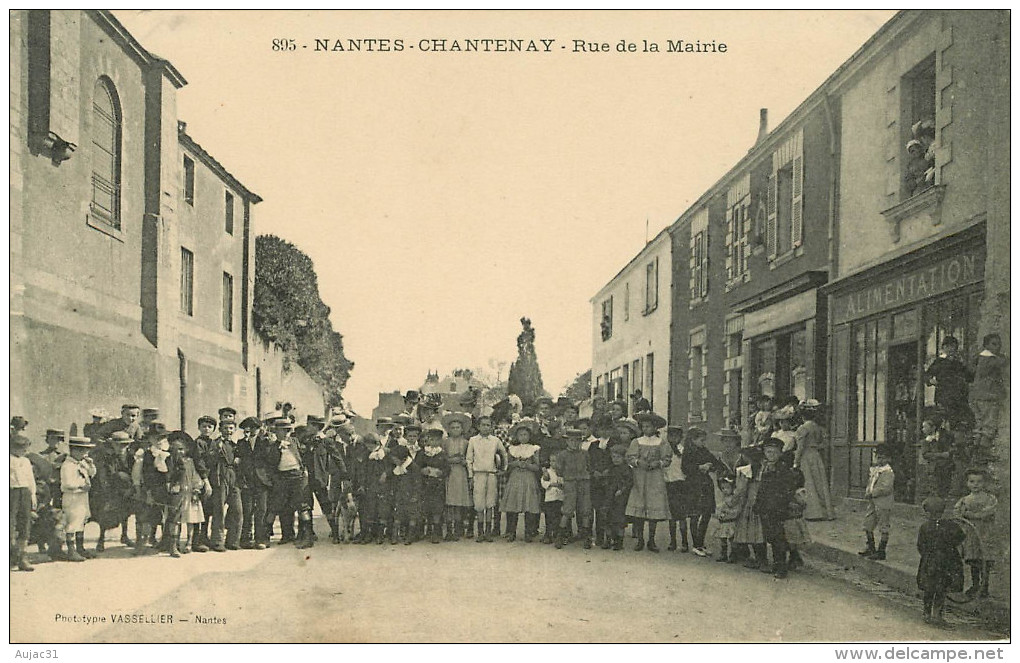 895 - NANTES - CHANTENAY - Rue de la Mairie
ALIMENTATION
Phototypie VASSELLIER — Nantes
Aujac31
www.delcampe.net